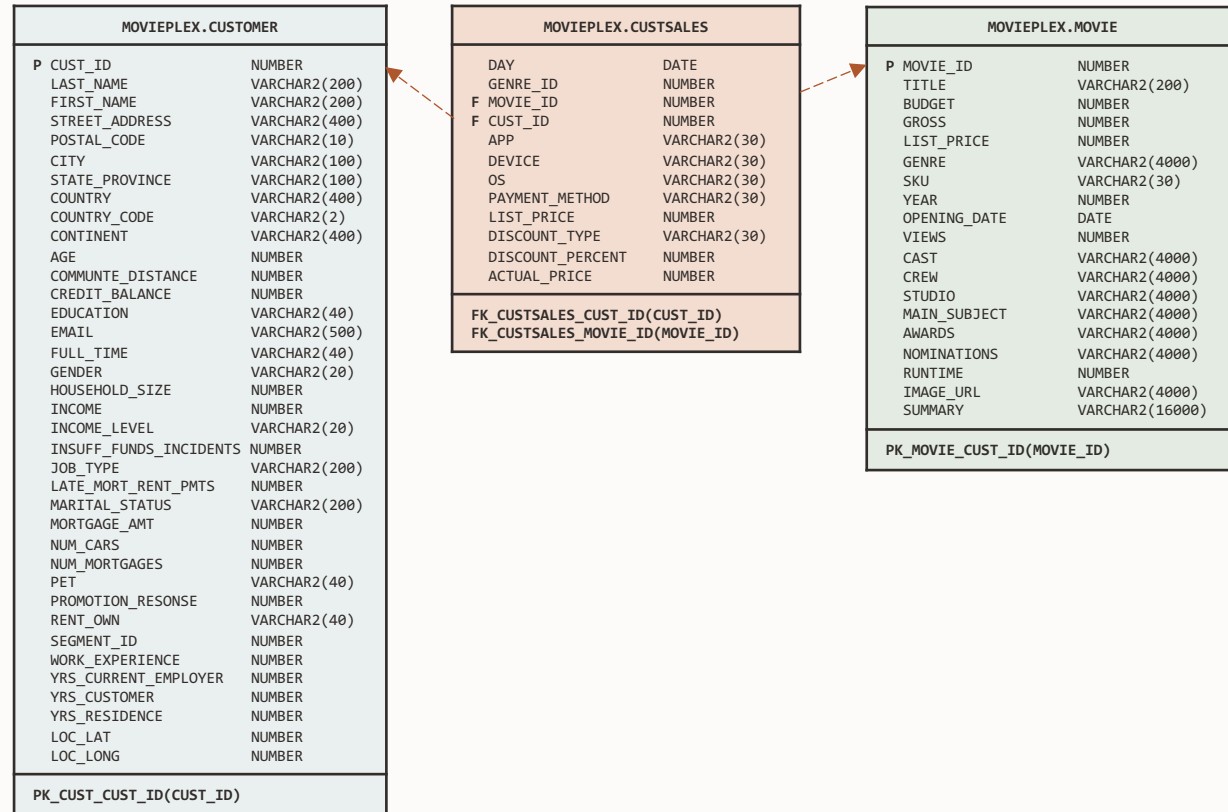 MOVIEPLEX.CUSTOMER
P CUST_ID NUMBER
LAST_NAME VARCHAR2(200)
FIRST_NAME VARCHAR2(200)
STREET_ADDRESS VARCHAR2(400)
POSTAL_CODE VARCHAR2(10)
CITY VARCHAR2(100)
STATE_PROVINCE VARCHAR2(100)
COUNTRY VARCHAR2(400)
COUNTRY_CODE VARCHAR2(2)
CONTINENT VARCHAR2(400)
AGE NUMBER
COMMUNTE_DISTANCE NUMBER
CREDIT_BALANCE NUMBER
EDUCATION VARCHAR2(40)
EMAIL VARCHAR2(500)
FULL_TIME VARCHAR2(40)
GENDER VARCHAR2(20)
HOUSEHOLD_SIZE NUMBER
INCOME NUMBER
INCOME_LEVEL VARCHAR2(20)
INSUFF_FUNDS_INCIDENTS NUMBER
JOB_TYPE VARCHAR2(200)
LATE_MORT_RENT_PMTS NUMBER
MARITAL_STATUS VARCHAR2(200)
MORTGAGE_AMT NUMBER
NUM_CARS NUMBER
NUM_MORTGAGES NUMBER
PET VARCHAR2(40)
PROMOTION_RESONSE NUMBER
RENT_OWN VARCHAR2(40)
SEGMENT_ID NUMBER
WORK_EXPERIENCE NUMBER
YRS_CURRENT_EMPLOYER NUMBER
YRS_CUSTOMER NUMBER
YRS_RESIDENCE NUMBER
LOC_LAT NUMBER
LOC_LONG NUMBER
PK_CUST_CUST_ID(CUST_ID)
MOVIEPLEX.CUSTSALES
DAY DATE
GENRE_ID NUMBER
F MOVIE_ID NUMBER
F CUST_ID NUMBER
APP VARCHAR2(30)
DEVICE VARCHAR2(30)
OS VARCHAR2(30)
PAYMENT_METHOD VARCHAR2(30)
LIST_PRICE NUMBER
DISCOUNT_TYPE VARCHAR2(30)
DISCOUNT_PERCENT NUMBER
ACTUAL_PRICE NUMBER
FK_CUSTSALES_CUST_ID(CUST_ID)
FK_CUSTSALES_MOVIE_ID(MOVIE_ID)
MOVIEPLEX.MOVIE
P MOVIE_ID NUMBER
TITLE VARCHAR2(200)
BUDGET NUMBER
GROSS NUMBER
LIST_PRICE NUMBER
GENRE VARCHAR2(4000)
SKU VARCHAR2(30)
YEAR NUMBER
OPENING_DATE DATE
VIEWS NUMBER
CAST VARCHAR2(4000)
CREW VARCHAR2(4000)
STUDIO VARCHAR2(4000)
MAIN_SUBJECT VARCHAR2(4000)
AWARDS VARCHAR2(4000)
NOMINATIONS VARCHAR2(4000)
RUNTIME NUMBER
IMAGE_URL VARCHAR2(4000)
SUMMARY VARCHAR2(16000)
PK_MOVIE_CUST_ID(MOVIE_ID)